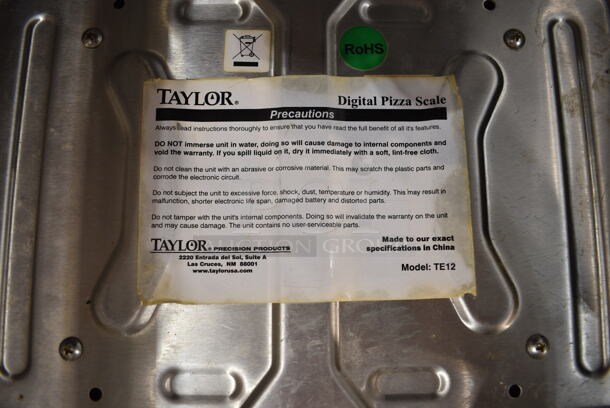 RoHS
TAYLOR® Digital Pizza Scale
Precautions
Always read instructions thoroughly to ensure that you have read the full benefit of all it's features.
DO NOT immerse unit in water, doing so will cause damage to internal components and
void the warranty. If you spill liquid on it, dry it immediately with a soft, lint-free cloth.
Do not clean the unit with an abrasive or corrosive material. This may scratch the plastic parts and
corrode the electronic circuit.
Do not subject the unit to excessive force, shock, dust, temperature or humidity. This may result in
malfunction, shorter electronic life span, damaged battery and distorted parts.
Do not tamper with the unit's internal components. Doing so will invalidate the warranty on the unit
and may cause damage. The unit contains no user-serviceable parts.
TAYLOR® PRECISION PRODUCTS
2220 Entrada del Sol, Suite A
Las Cruces, NM 88001
www.taylorusa.com
Made to our exact
specifications in China
Model: TE12
AUCTION GROUP